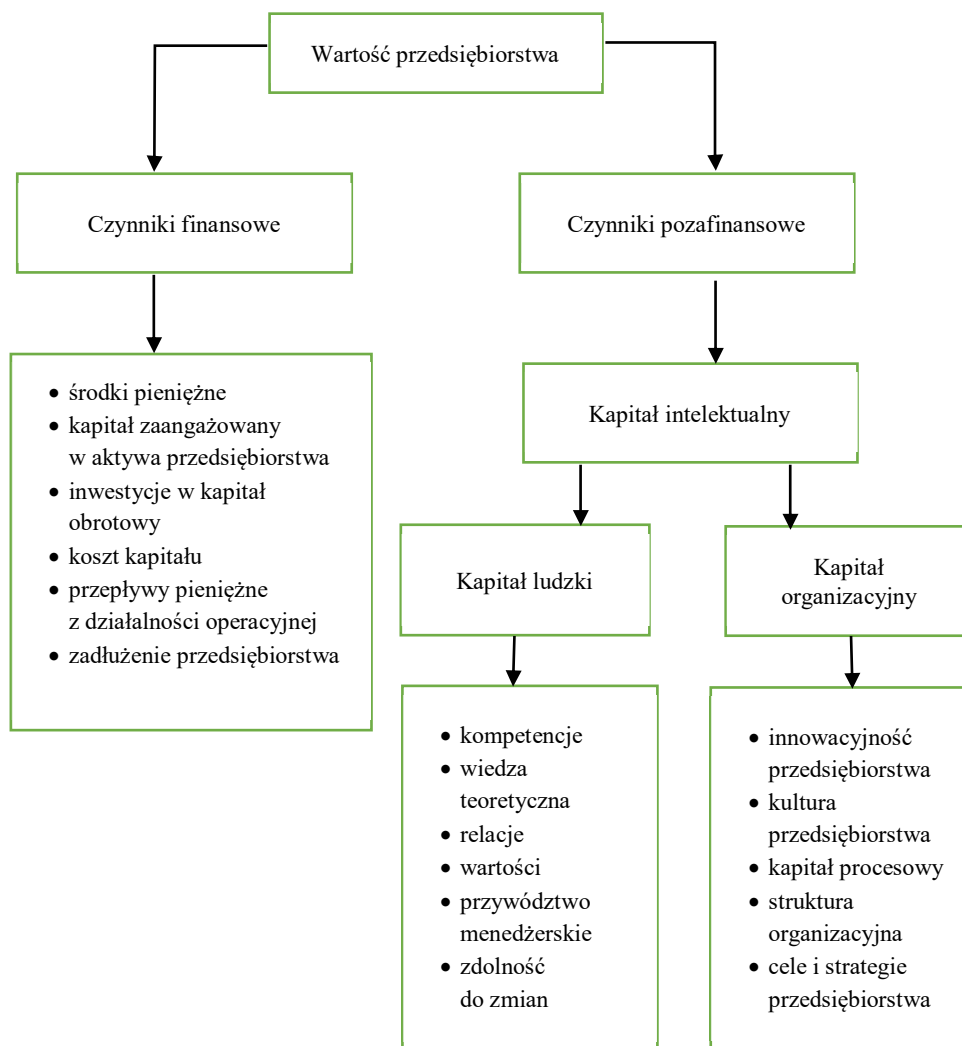 Wartość przedsiębiorstwa
Czynniki finansowe
Czynniki pozafinansowe
• środki pieniężne
• kapitał zaangażowany
w aktywa przedsiębiorstwa
• inwestycje w kapitał
obrotowy
• koszt kapitału
• przepływy pieniężne
z działalności operacyjnej
• zadłużenie przedsiębiorstwa
Kapitał intelektualny
Kapitał ludzki
Kapitał
organizacyjny
• kompetencje
• wiedza
teoretyczna
• relacje
• wartości
• przywództwo
menedżerskie
• zdolność
do zmian
• innowacyjność
przedsiębiorstwa
• kultura
przedsiębiorstwa
• kapitał procesowy
• struktura
organizacyjna
• cele i strategie
przedsiębiorstwa